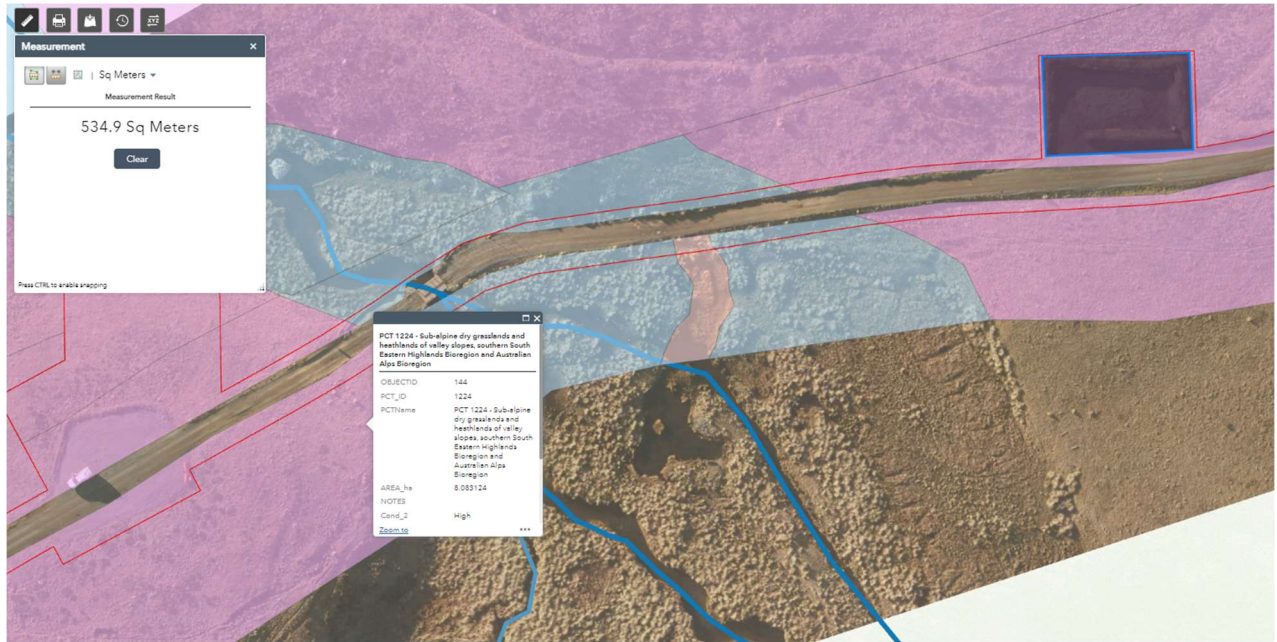 XYZ
Measurement
| Sq Meters
Measurement Result
534.9 Sq Meters
Clear
Press CTRL to enable snapping
PCT 1224 - Sub-alpine dry grasslands and
heathlands of valley slopes, southern South
Eastern Highlands Bioregion and Australian
Alps Bioregion
OBJECTID 144
PCT_ID 1224
PCTName PCT 1224 - Sub-alpine
dry grasslands and
heathlands of valley
slopes, southern South
Eastern Highlands
Bioregion and
Australian Alps
Bioregion
AREA_ha 8.083124
NOTES
Cond_2 High
Zoom to